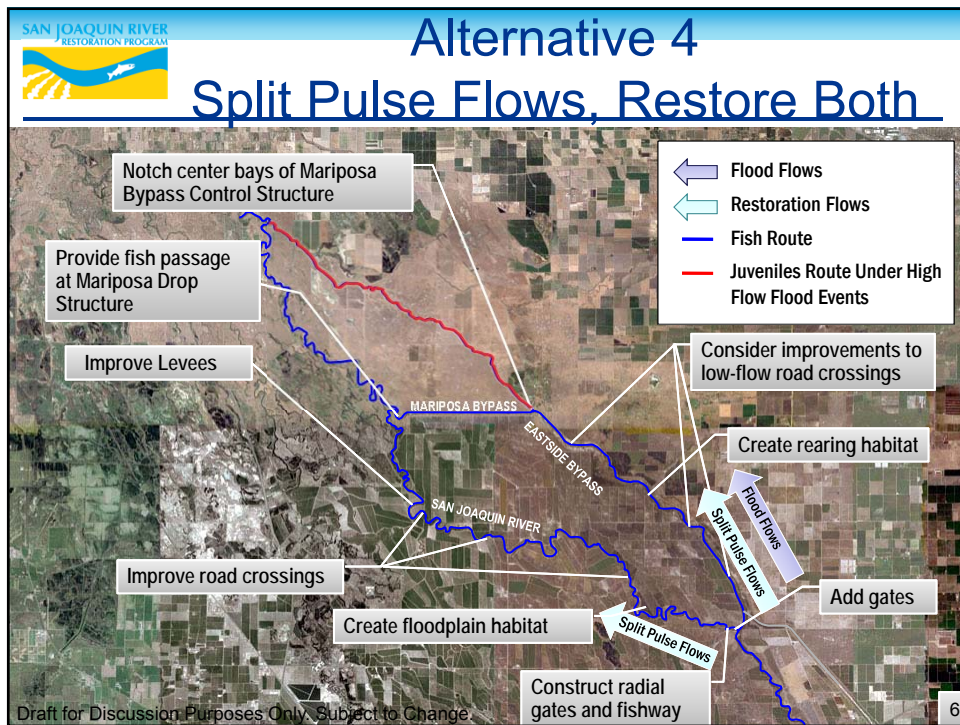 SAN JOAQUIN RIVER
RESTORATION PROGRAM
Alternative 4
Split Pulse Flows, Restore Both
Notch center bays of Mariposa
Bypass Control Structure
Flood Flows
Restoration Flows
Fish Route
Juveniles Route Under High
Flow Flood Events
Provide fish passage
at Mariposa Drop
Structure
Improve Levees
Consider improvements to
low-flow road crossings
MARIPOSA BYPASS
EASTSIDE BYPASS
Create rearing habitat
SAN JOAQUIN RIVER
Flood Flows
Split Pulse Flows
Improve road crossings
Add gates
Create floodplain habitat
Split Pulse Flows
Construct radial
gates and fishway
Draft for Discussion Purposes Only. Subject to Change.
6